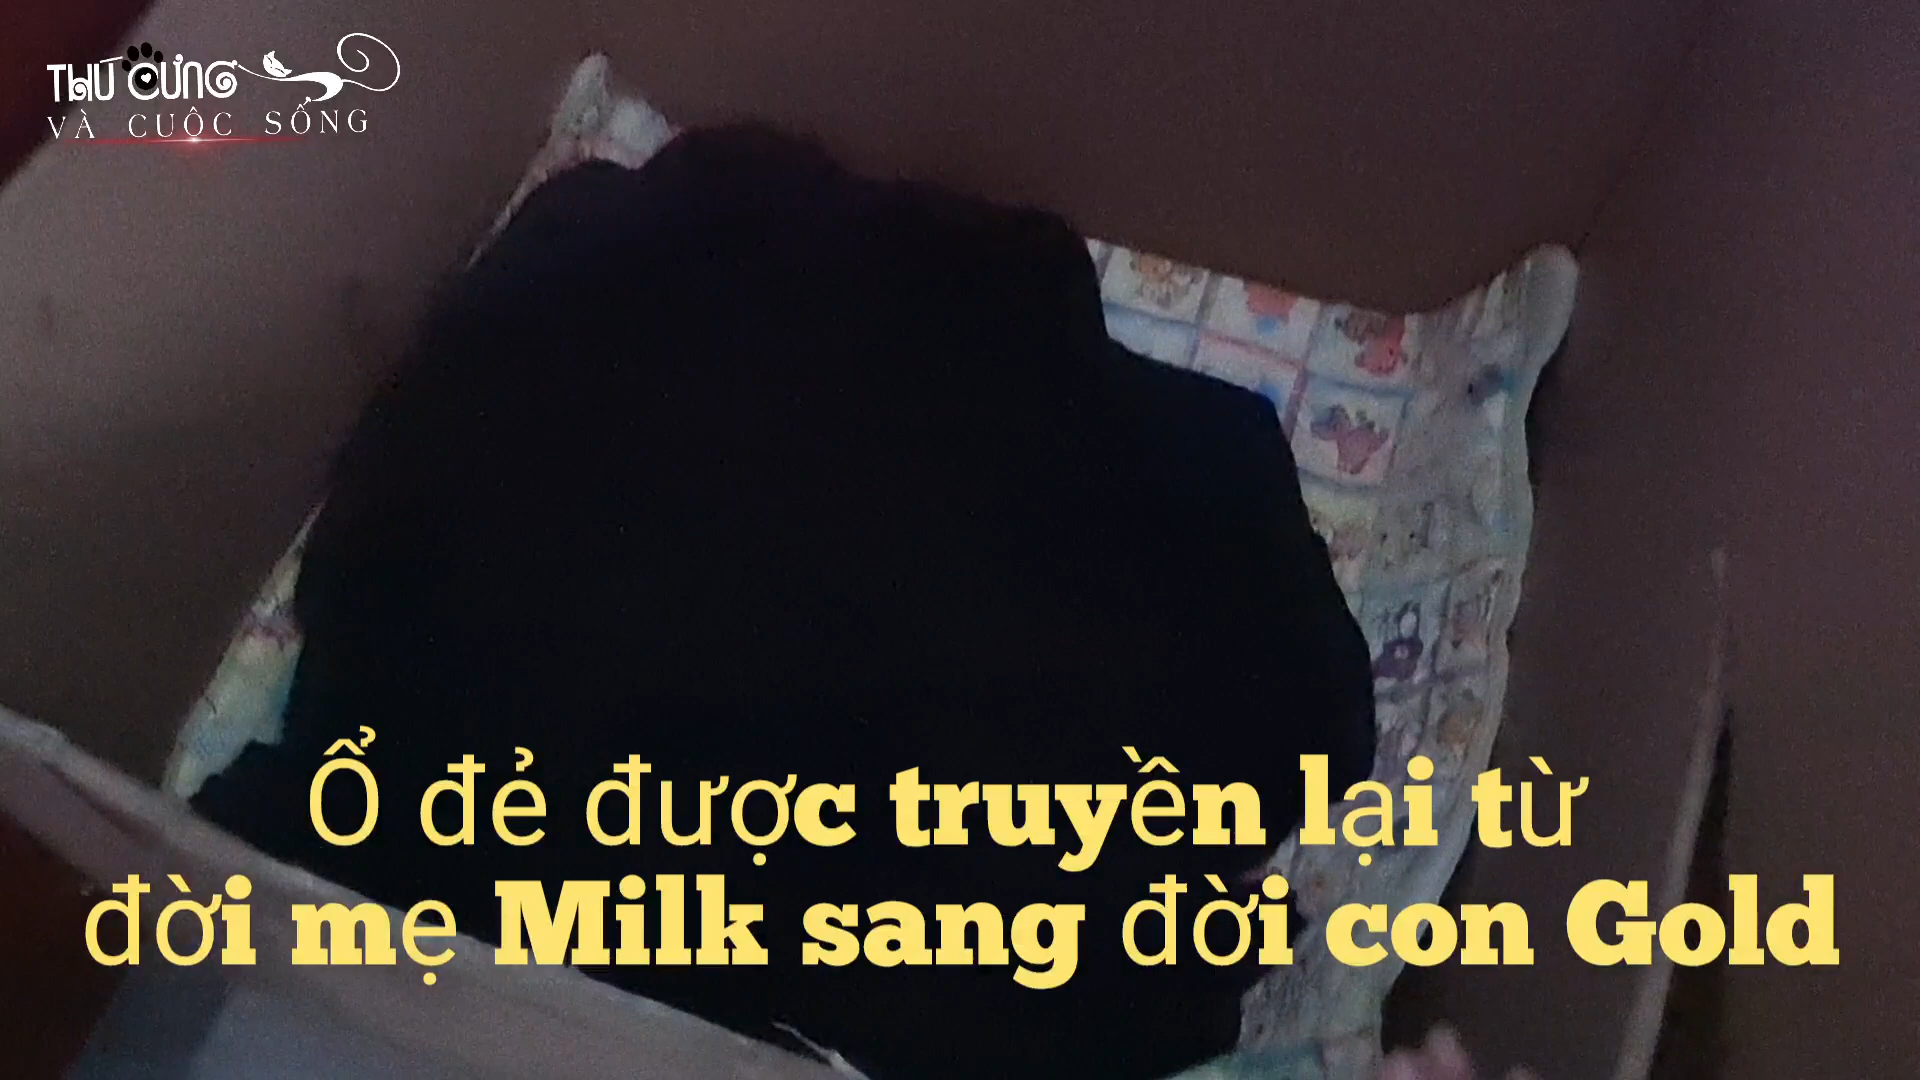 THÚ CƯNG
VÀ CUỘC SỐNG
Ổ đẻ được truyền lại từ
đời mẹ Milk sang đời con Gold